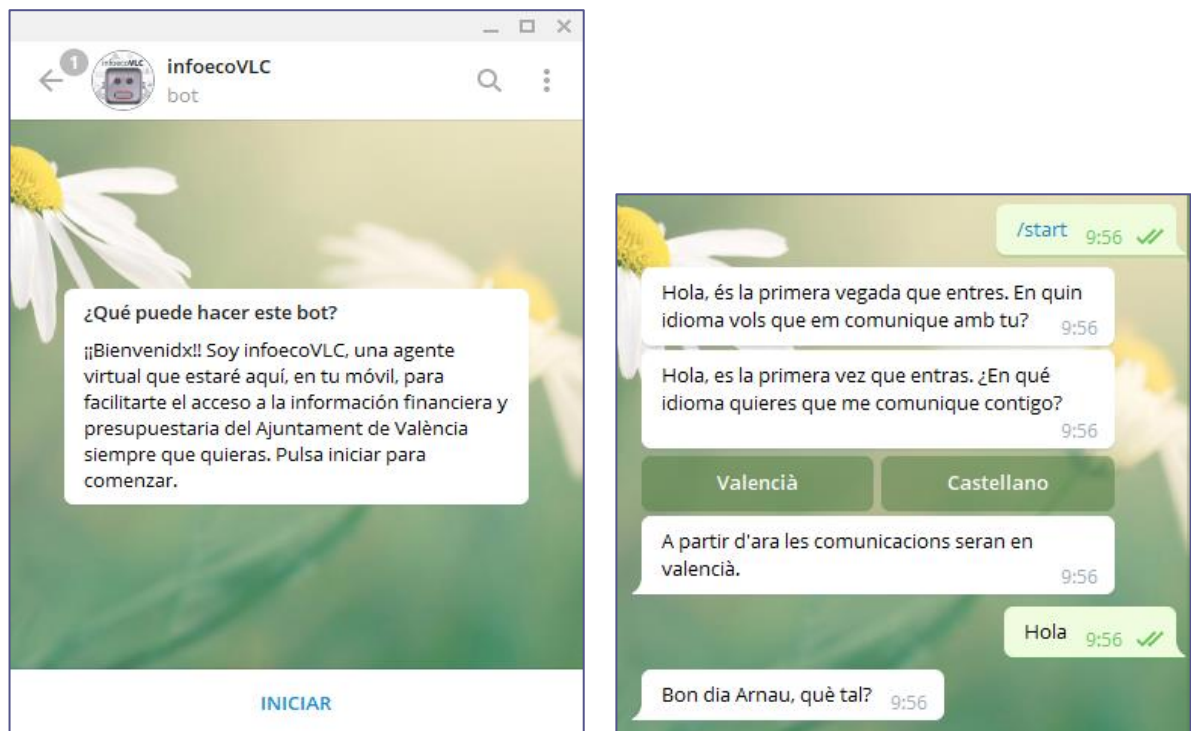 1
infoecoVLC
infoecoVLC
bot
¿Qué puede hacer este bot?
¡¡Bienvenidx!! Soy infoecoVLC, una agente
virtual que estaré aquí, en tu móvil, para
facilitarte el acceso a la información financiera y
presupuestaria del Ajuntament de València
siempre que quieras. Pulsa iniciar para
comenzar.
INICIAR
/start 9:56
Hola, és la primera vegada que entres. En quin
idioma vols que em comunique amb tu? 9:56
Hola, es la primera vez que entras. ¿En qué
idioma quieres que me comunique contigo?
9:56
Valencià Castellano
A partir d'ara les comunicacions seran en
valencià. 9:56
Hola 9:56
Bon dia Arnau, què tal? 9:56